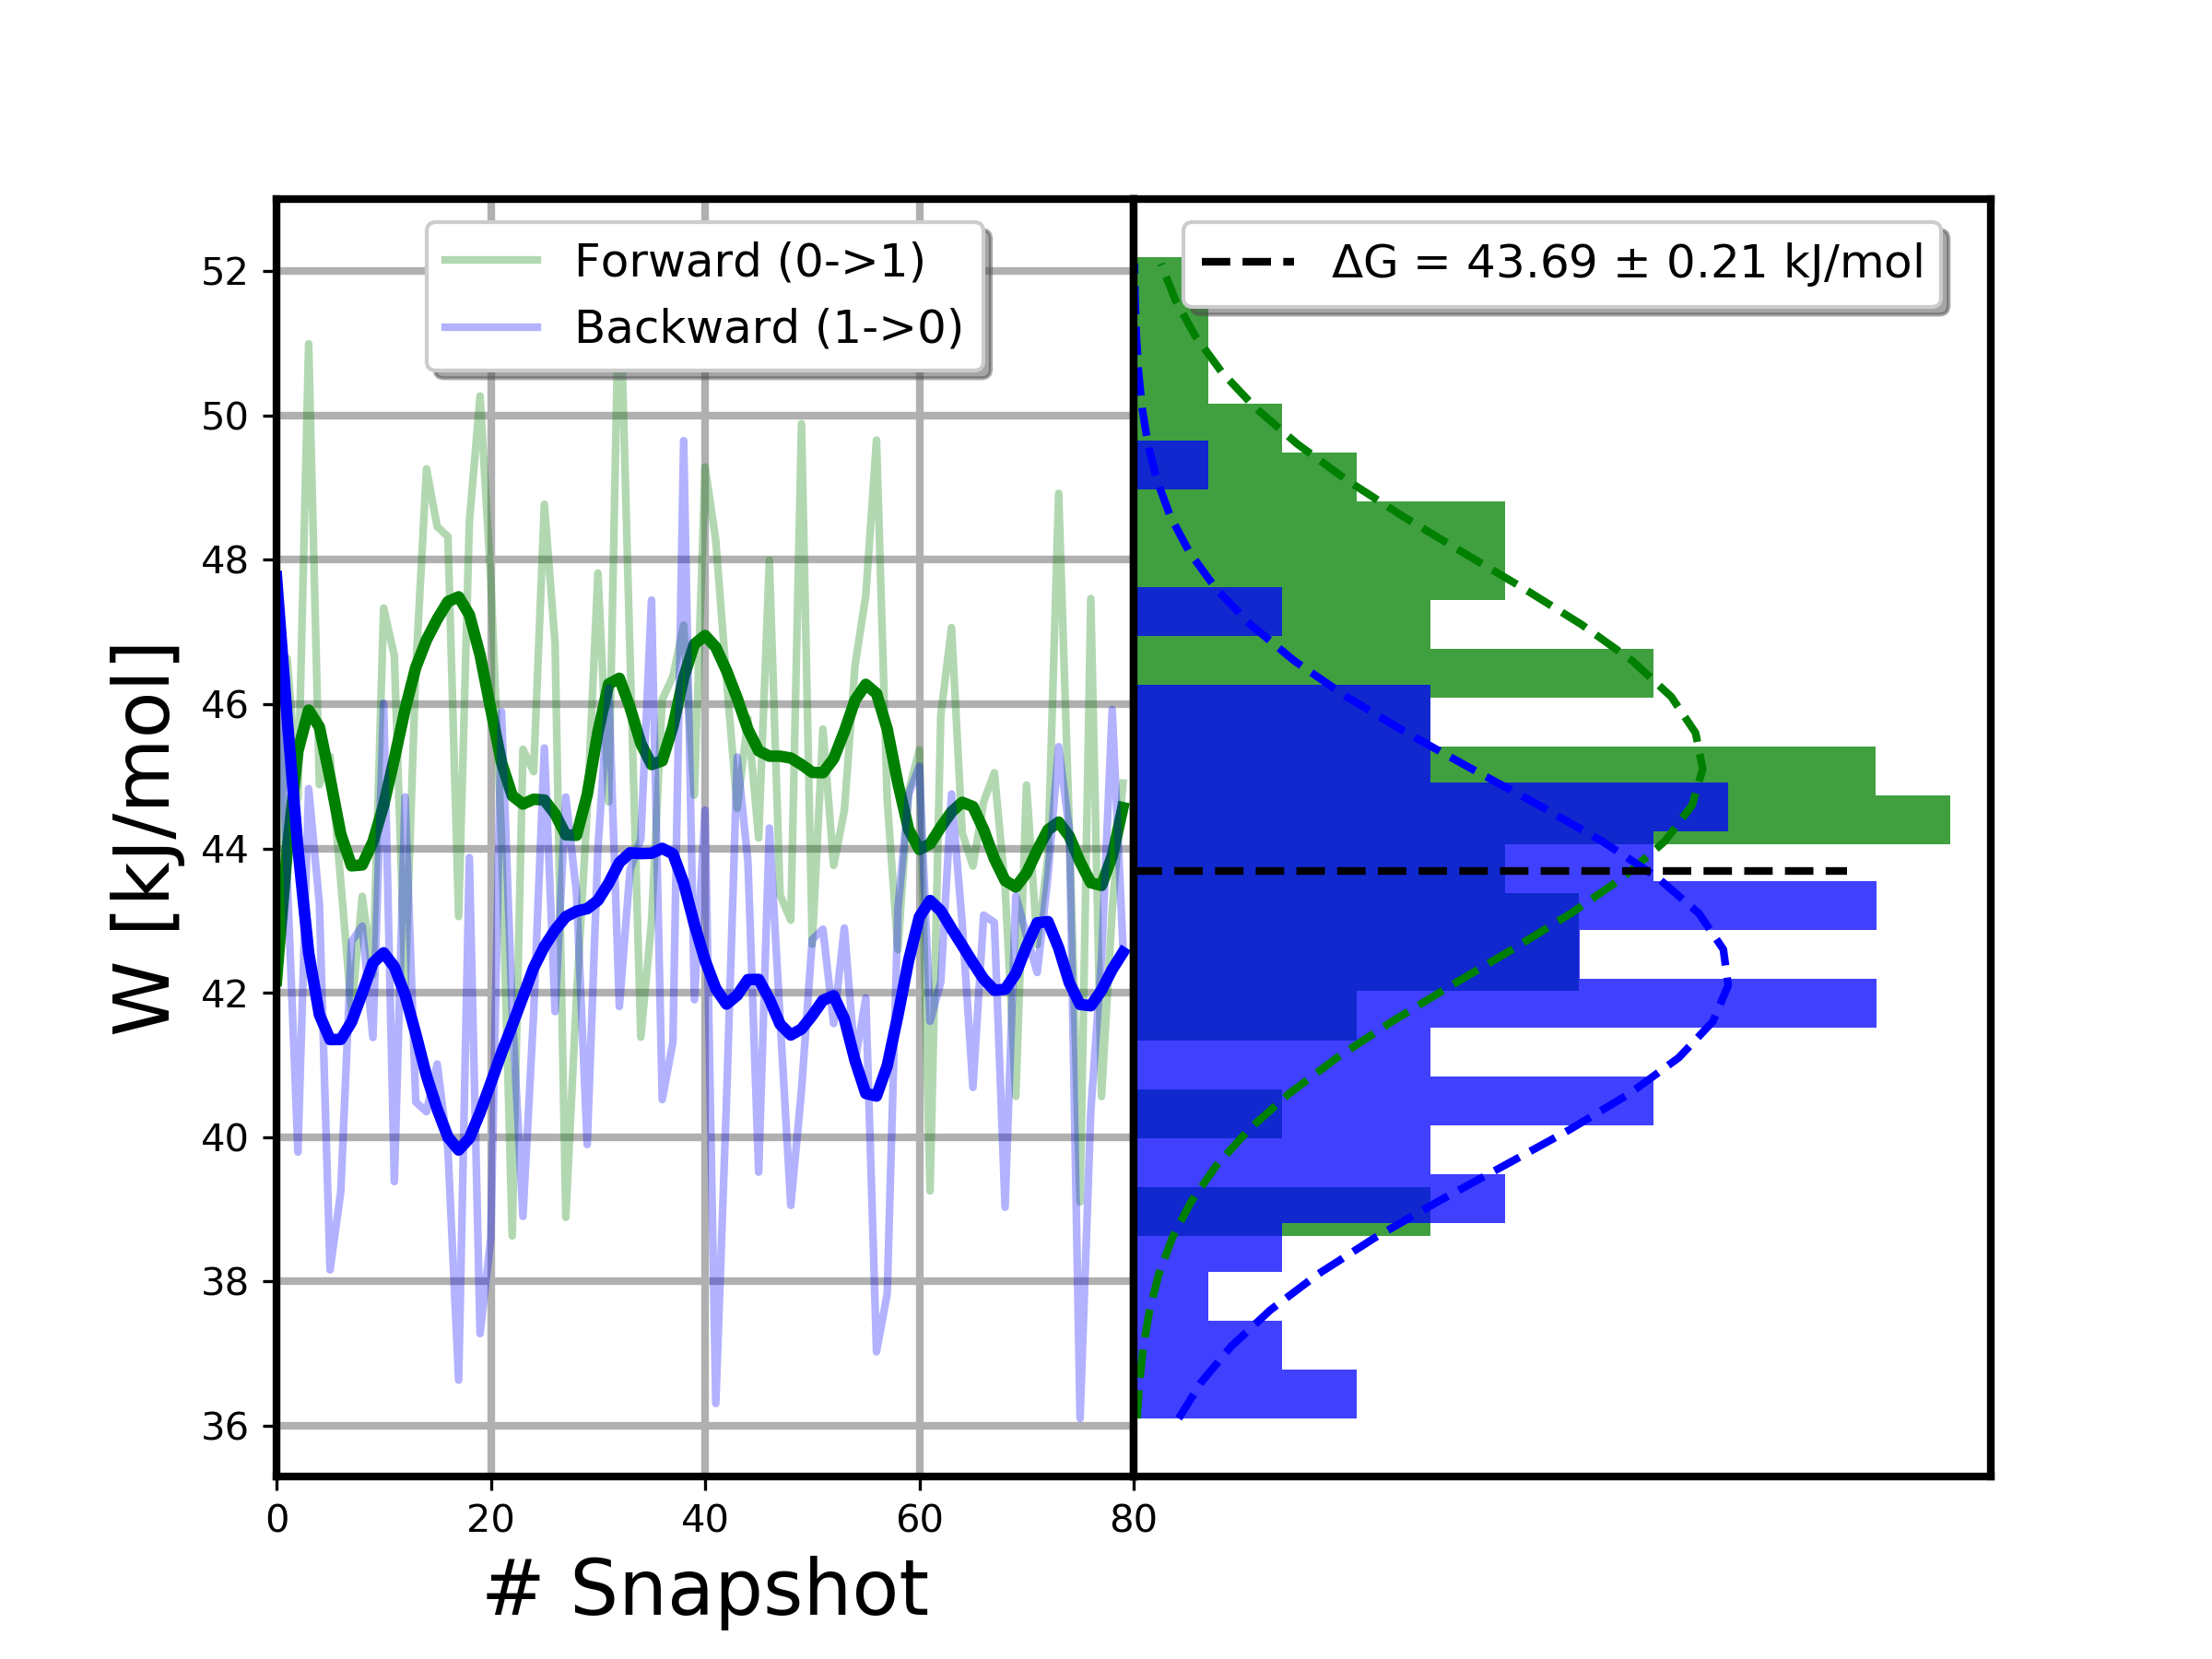 Forward (0->1)
Backward (1->0)
ΔG = 43.69 ± 0.21 kJ/mol
W [kJ/mol]
52
50
48
46
44
42
40
38
36
0 20 40 60 80
# Snapshot